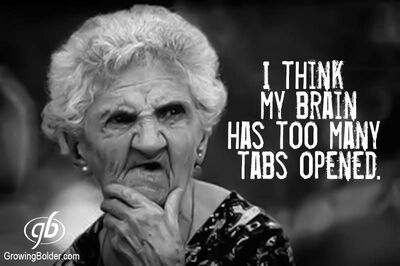 I THINK
MY BRAIN
HAS TOO MANY
TABS OPENED.
gb
GrowingBolder.com